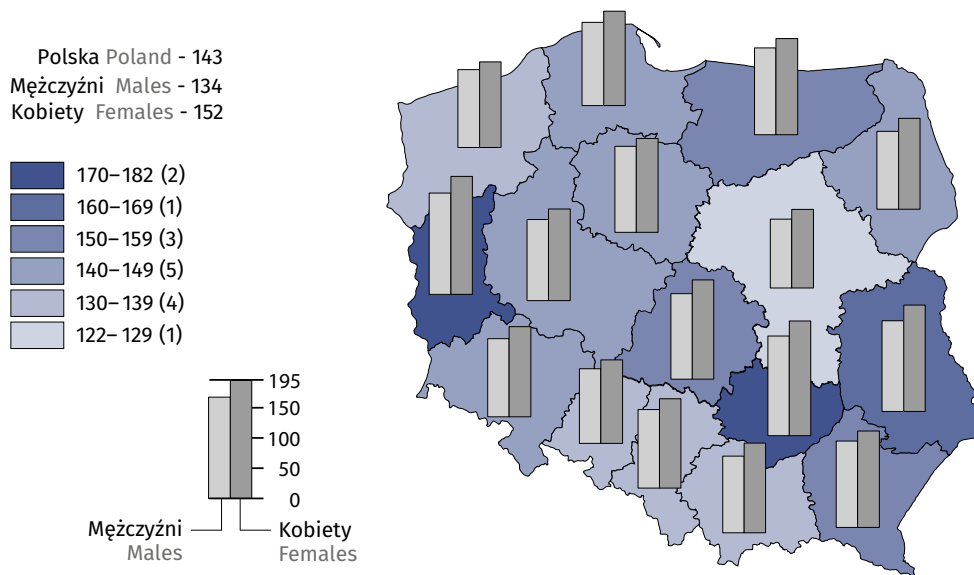 Polska Poland - 143
Mężczyźni Males - 134
Kobiety Females - 152
170–182 (2)
160–169 (1)
150–159 (3)
140–149 (5)
130–139 (4)
122–129 (1)
195
150
100
50
0
Mężczyźni Kobiety
Males Females